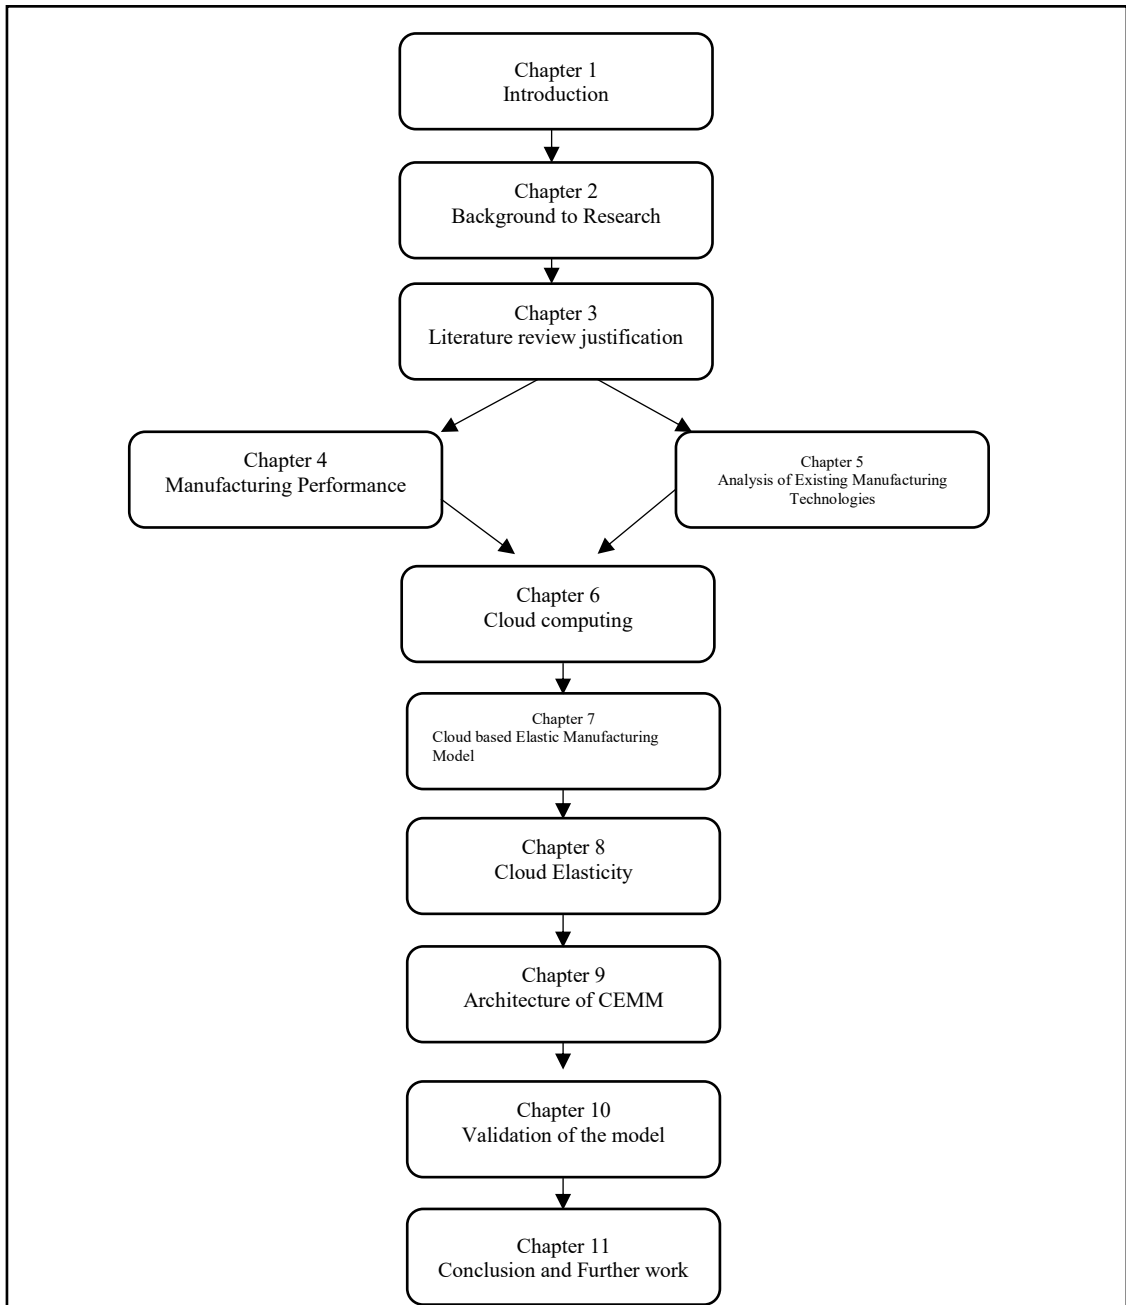 Chapter 1
Introduction
Chapter 2
Background to Research
Chapter 3
Literature review justification
Chapter 4
Manufacturing Performance
Chapter 5
Analysis of Existing Manufacturing
Technologies
Chapter 6
Cloud computing
Chapter 7
Cloud based Elastic Manufacturing
Model
Chapter 8
Cloud Elasticity
Chapter 9
Architecture of CEMM
Chapter 10
Validation of the model
Chapter 11
Conclusion and Further work